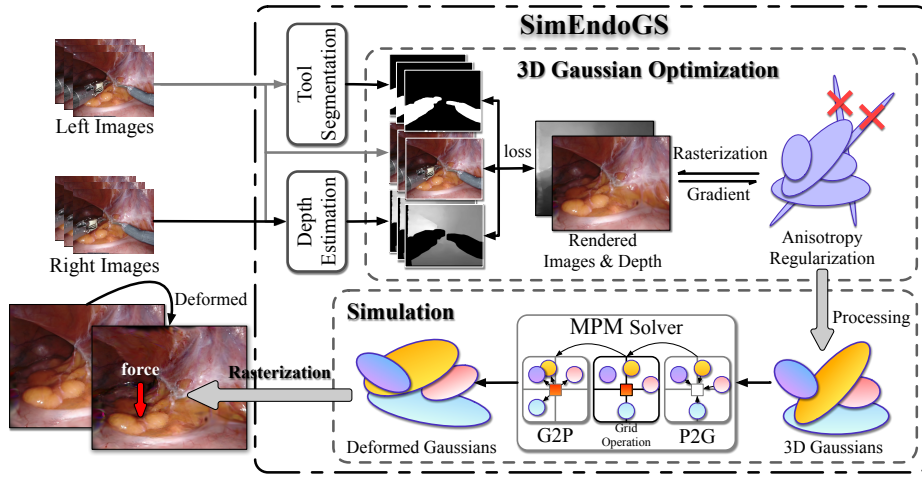 SimEndoGS
Left Images
Right Images
Tool
Segmentation
Depth
Estimation
3D Gaussian Optimization
loss
Rendered
Images & Depth
Rasterization
Gradient
Anisotropy
Regularization
Processing
Deformed
force
Rasterization
Simulation
Deformed Gaussians
MPM Solver
G2P
Grid
Operation
P2G
3D Gaussians